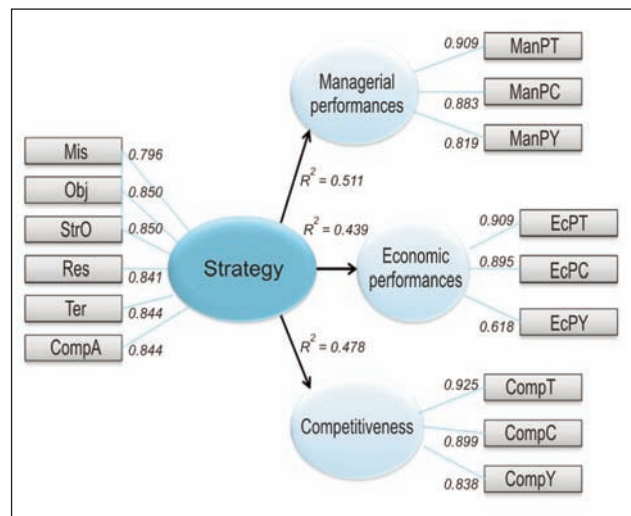 Mis
0.796
Obj
0.850
StrO
0.850
Res
0.841
Ter
0.844
CompA
0.844
Strategy
R² = 0.511
R² = 0.439
R² = 0.478
Managerial
performances
0.909
ManPT
0.883
ManPC
0.819
ManPY
Economic
performances
0.909
EcPT
0.895
EcPC
0.618
EcPY
Competitiveness
0.925
CompT
0.899
CompC
0.838
CompY